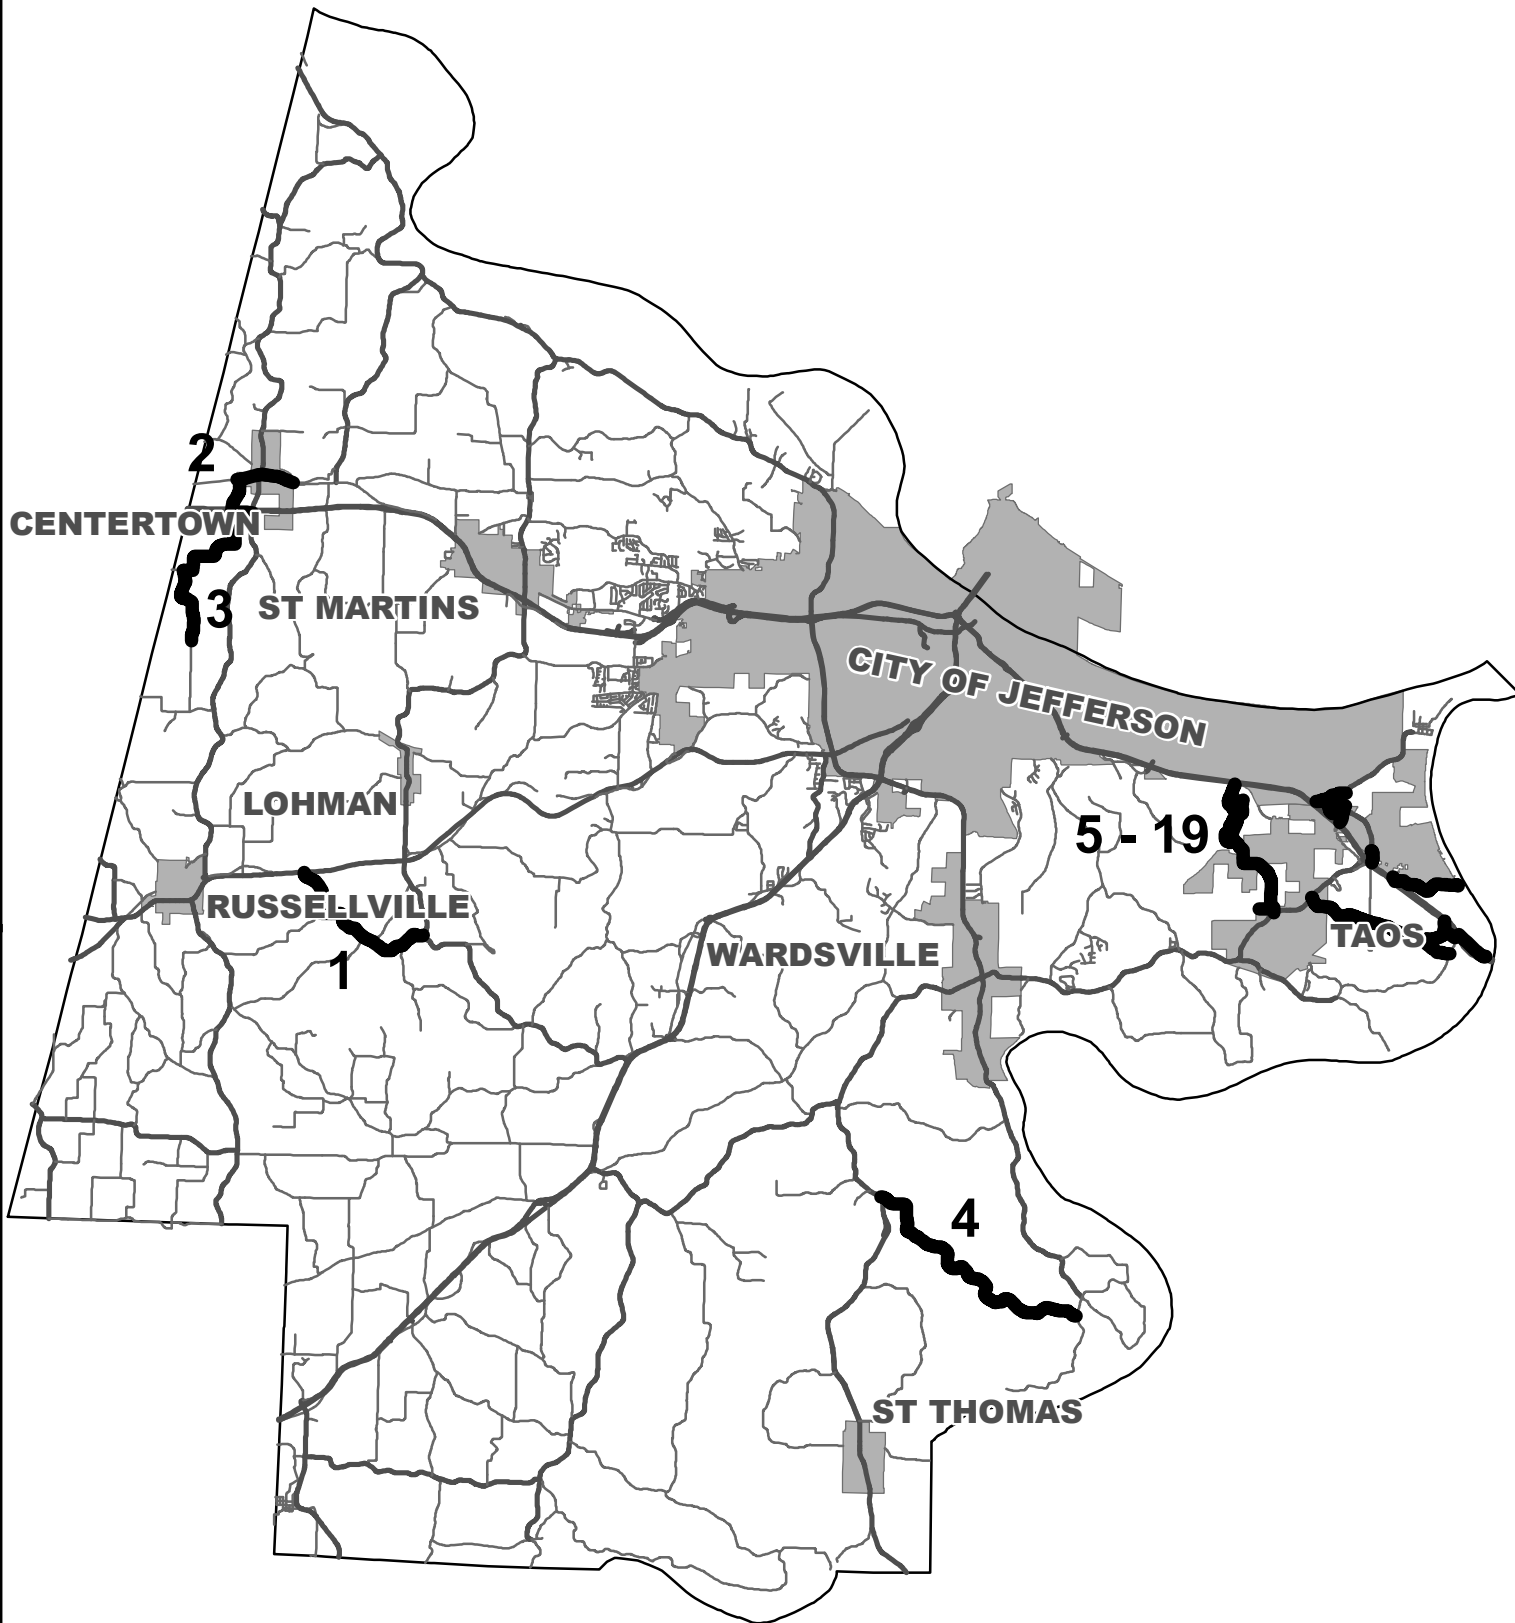 2
CENTERTOWN
3
ST MARTINS
CITY OF JEFFERSON
LOHMAN
5 - 19
RUSSELLVILLE
TAOS
WARDSVILLE
1
4
ST THOMAS